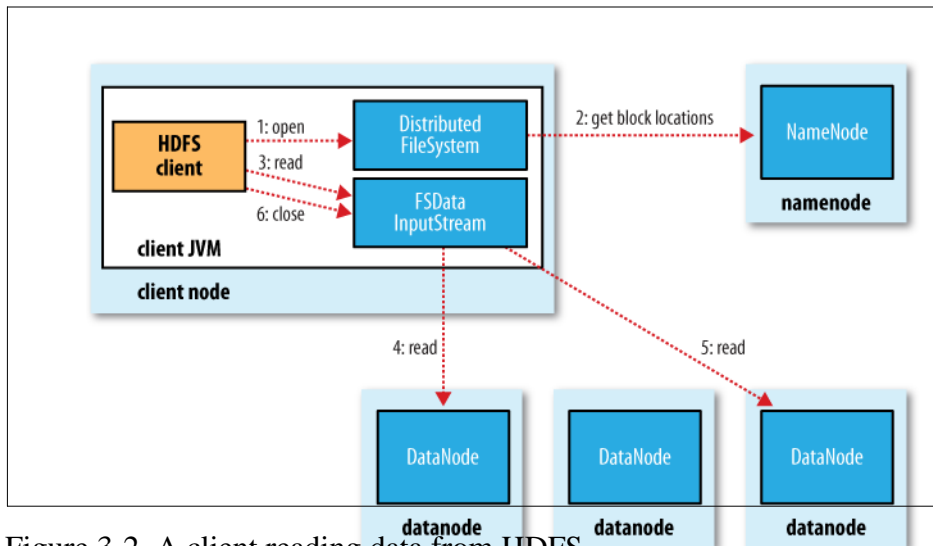 1: open
Distributed
FileSystem
2: get block locations
NameNode
HDFS
client
3: read
6: close
FSData
InputStream
namenode
client JVM
client node
4: read
5: read
DataNode
DataNode
DataNode
datanode
datanode
datanode
Figure 3-2. A client reading data from HDFS